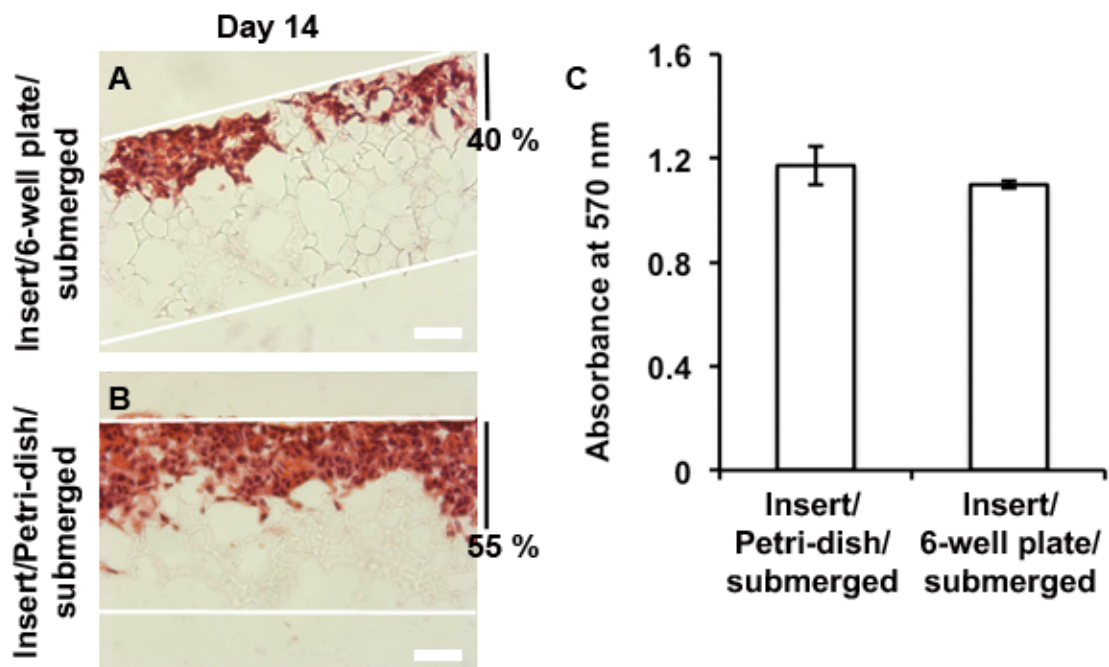 Day 14
Insert/6-well plate/
submerged
A
40 %
Insert/Petri-dish/
submerged
B
55 %
C
Absorbance at 570 nm
1.6
1.2
0.8
0.4
0
Insert/
Petri-dish/
submerged
Insert/
6-well plate/
submerged